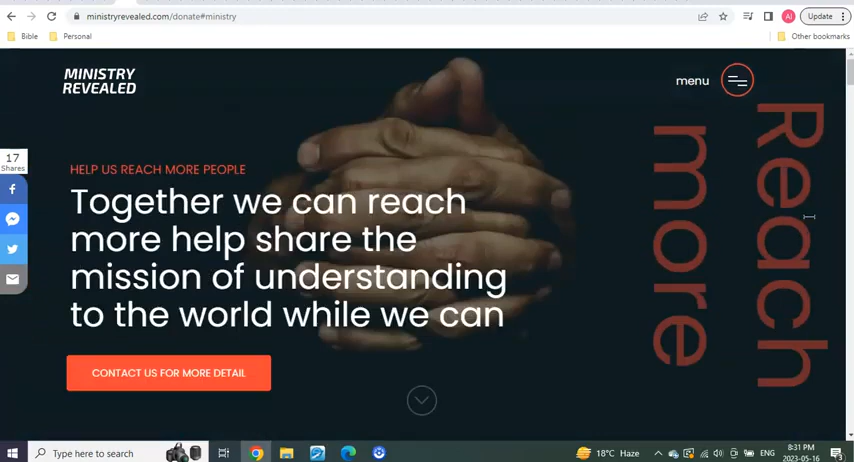 ministryrevealed.com/donate#ministry
AI
Update
Bible
Personal
Other bookmarks
MINISTRY
REVEALED
menu
17
Shares
HELP US REACH MORE PEOPLE
Together we can reach
more help share the
mission of understanding
to the world while we can
CONTACT US FOR MORE DETAIL
Reach
more
Type here to search
18°C Haze
ENG
8:31 PM
2023-05-16
3